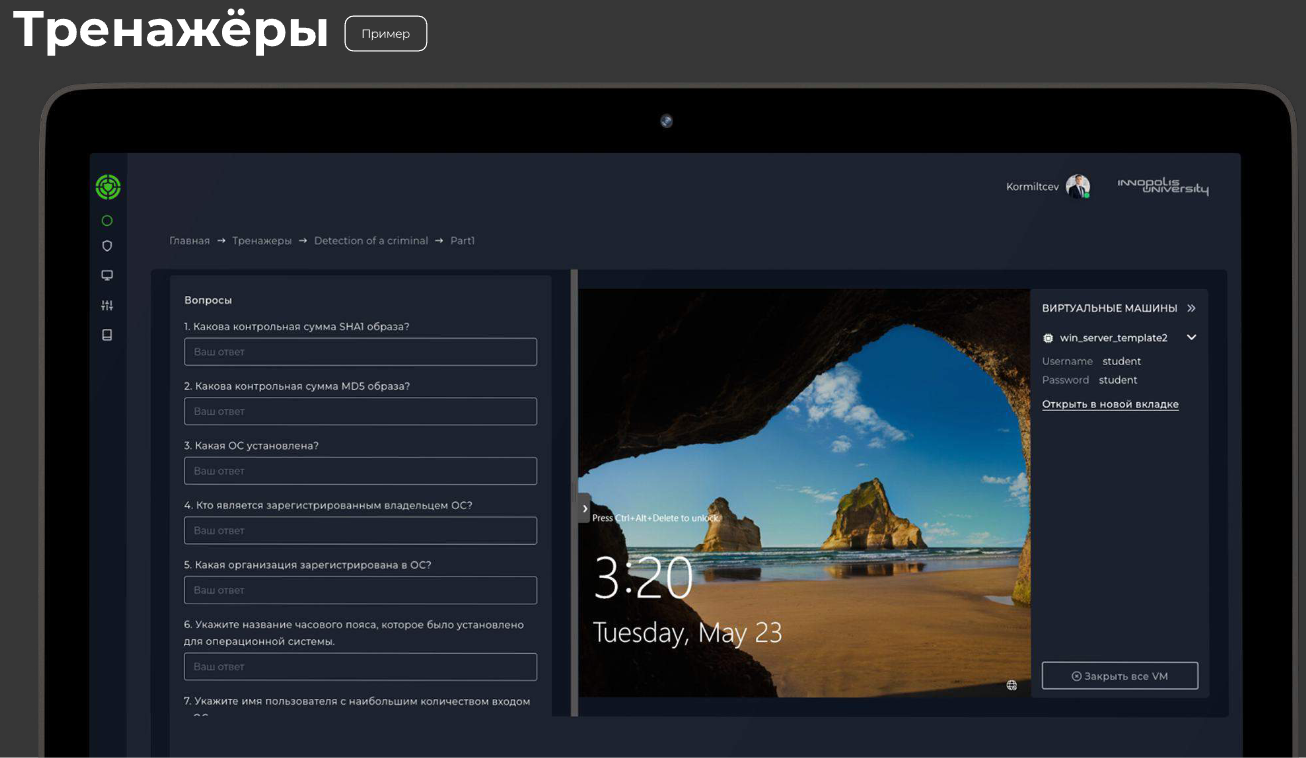 Тренажёры
Пример
Kormiltcev
INNOPOLIS
UNIVERSITY
Главная → Тренажеры → Detection of a criminal → Part1
Вопросы
1. Какова контрольная сумма SHA1 образа?
Ваш ответ
2. Какова контрольная сумма MD5 образа?
Ваш ответ
3. Какая ОС установлена?
Ваш ответ
4. Кто является зарегистрированным владельцем ОС?
Ваш ответ
5. Какая организация зарегистрирована в ОС?
Ваш ответ
6. Укажите название часового пояса, которое было установлено
для операционной системы.
Ваш ответ
7. Укажите имя пользователя с наибольшим количеством входом
Press Ctrl+Alt+Delete to unlock.
3:20
Tuesday, May 23
ВИРТУАЛЬНЫЕ МАШИНЫ
win_server_template2
Username student
Password student
Открыть в новой вкладке
Закрыть все VM